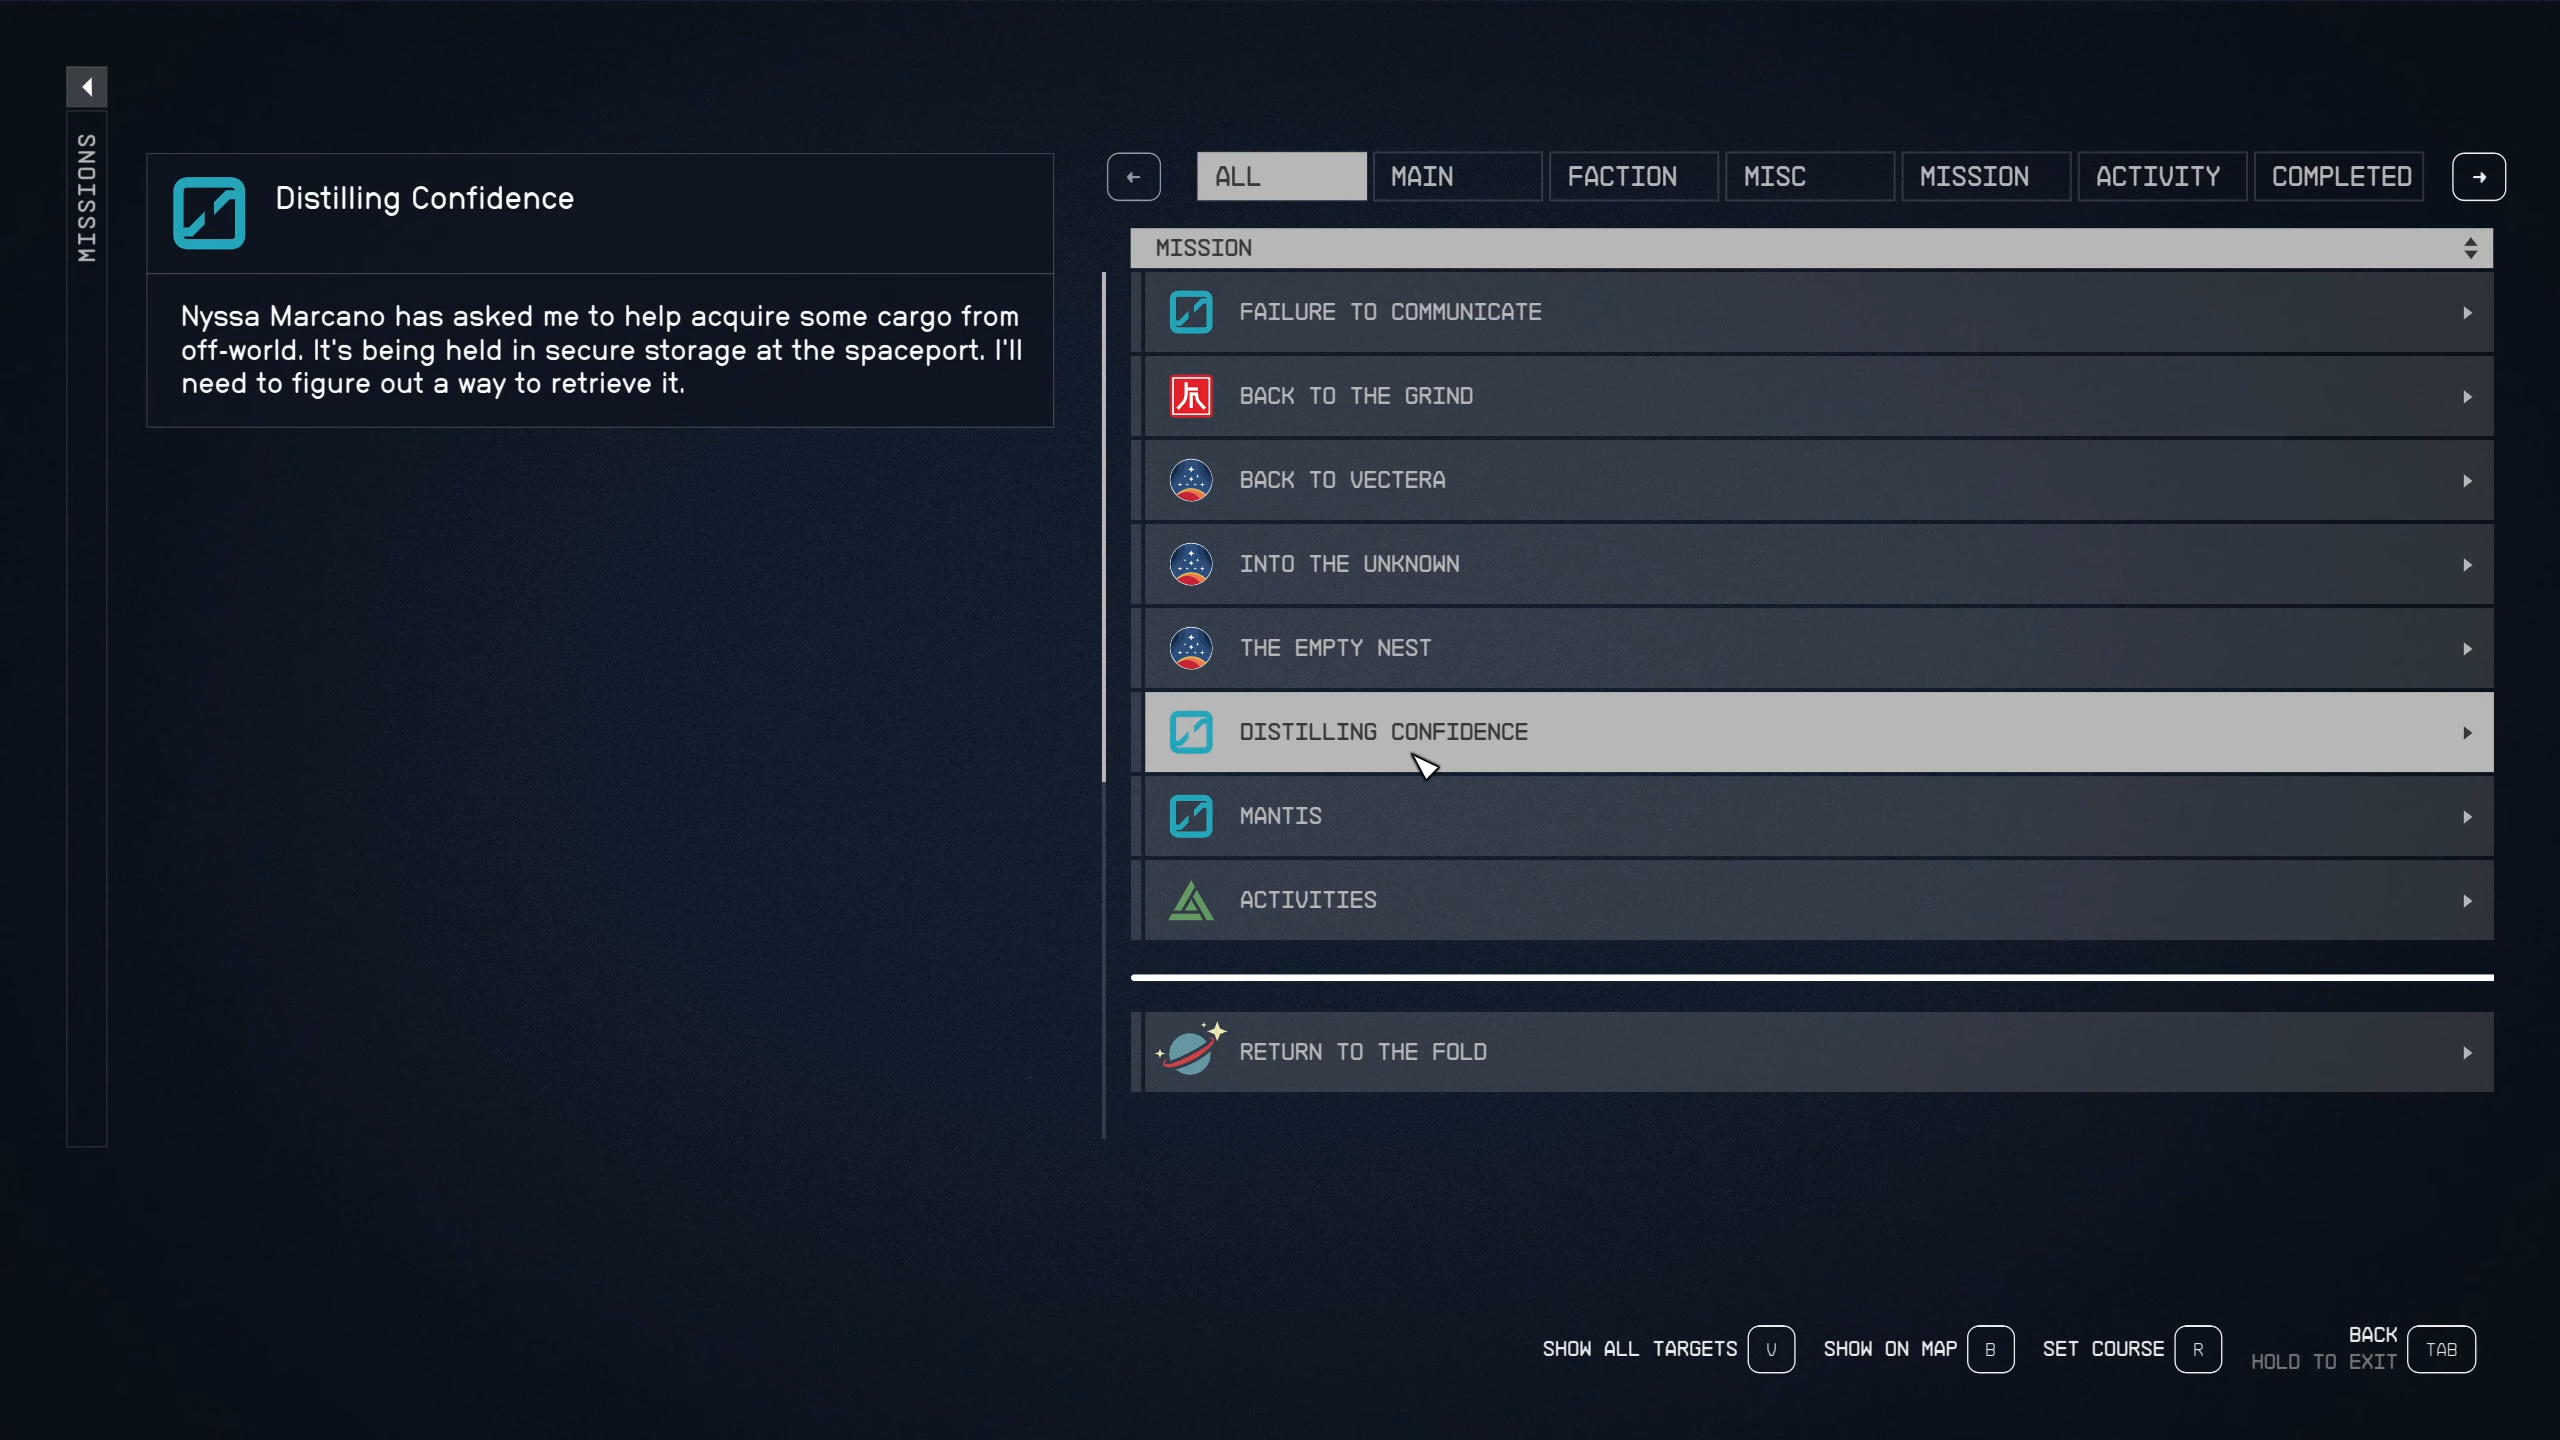 MISSIONS
Distilling Confidence
Nyssa Marcano has asked me to help acquire some cargo from
off-world. It's being held in secure storage at the spaceport. I'll
need to figure out a way to retrieve it.
ALL MAIN FACTION MISC MISSION ACTIVITY COMPLETED
MISSION
FAILURE TO COMMUNICATE
BACK TO THE GRIND
BACK TO VECTERA
INTO THE UNKNOWN
THE EMPTY NEST
DISTILLING CONFIDENCE
MANTIS
ACTIVITIES
RETURN TO THE FOLD
SHOW ALL TARGETS V SHOW ON MAP B SET COURSE R BACK TAB
HOLD TO EXIT